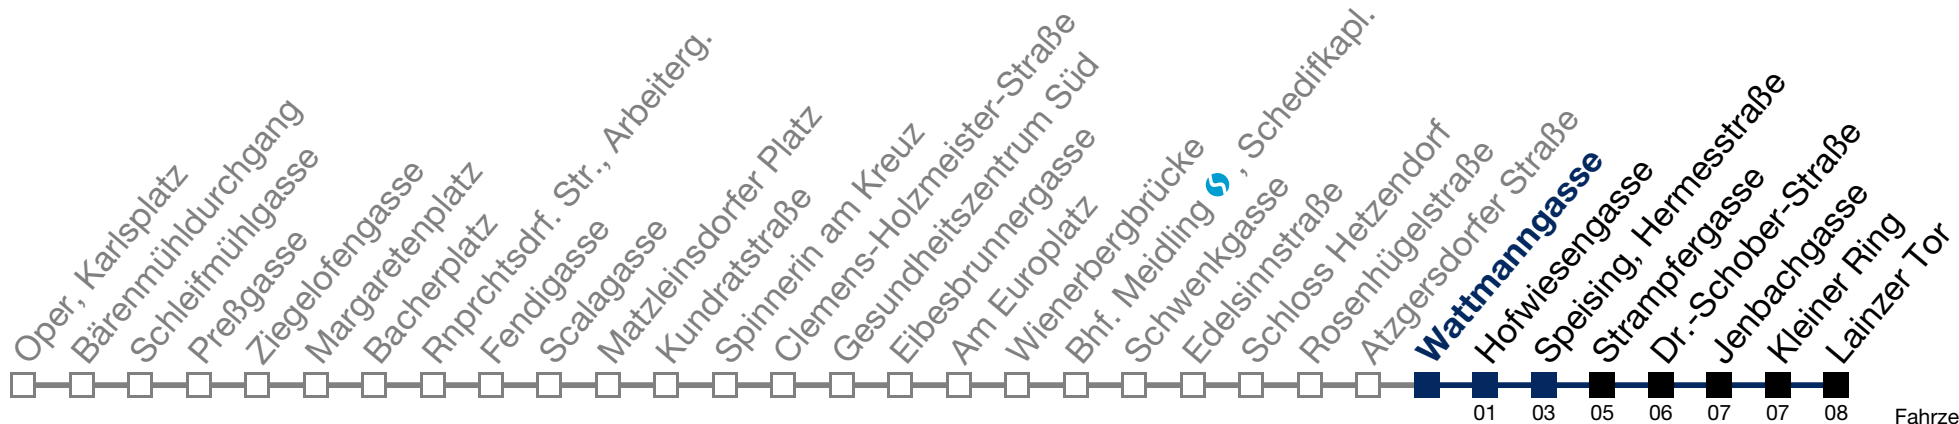 Oper, Karlsplatz
Bärenmühldurchgang
Schleifmühlgasse
Preßgasse
Ziegelofengasse
Margaretenplatz
Bacherplatz
Rnprchtsdrf. Str., Arbeiterg.
Fendigasse
Scalagasse
Matzleinsdorfer Platz
Kundratstraße
Spinnerin am Kreuz
Clemens-Holzmeister-Straße
Gesundheitszentrum Süd
Eibesbrunnergasse
Am Europlatz
Wienerbergbrücke
Bhf. Meidling , Schedifkapl.
Schwenkgasse
Edelsinnstraße
Schloss Hetzendorf
Rosenhügelstraße
Atzgersdorfer Straße
Wattmanngasse
Hofwiesengasse
Speising, Hermesstraße
Strampfergasse
Dr.-Schober-Straße
Jenbachgasse
Kleiner Ring
Lainzer Tor
01 03 05 06 07 07 08 Fahrze